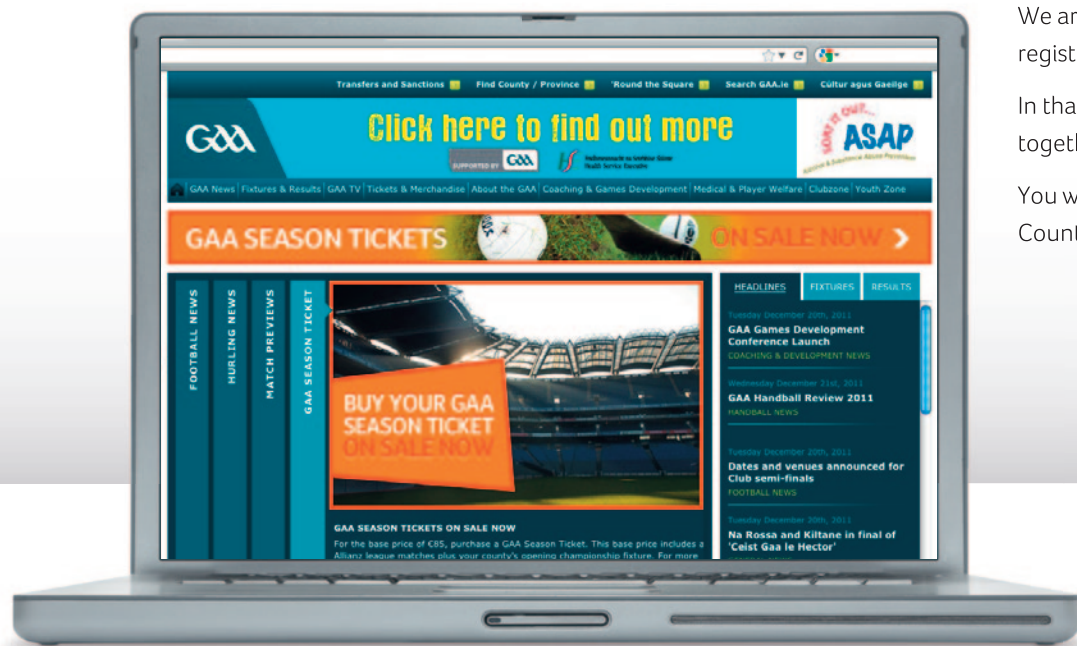 We ar
regist
In tha
togeth
You w
Count
Transfers and Sanctions Find County / Province 'Round the Square Search GAA.ie Cúltur agus Gaeilge
GAA
Click here to find out more
SUPPORTED BY GAA
Health Service Executive
ASAP
GAA News Fixtures & Results GAA TV Tickets & Merchandise About the GAA Coaching & Games Development Medical & Player Welfare Clubzone Youth Zone
GAA SEASON TICKETS ON SALE NOW
FOOTBALL NEWS
HURLING NEWS
MATCH PREVIEWS
GAA SEASON TICKET
BUY YOUR GAA
SEASON TICKET
ON SALE NOW
GAA SEASON TICKETS ON SALE NOW
For the base price of €85, purchase a GAA Season Ticket. This base price includes a
Allianz league matches plus your county's opening championship fixture. For more
HEADLINES FIXTURES RESULTS
Tuesday December 20th, 2011
GAA Games Development
Conference Launch
COACHING & DEVELOPMENT NEWS
Wednesday December 21st, 2011
GAA Handball Review 2011
HANDBALL NEWS
Tuesday December 20th, 2011
Dates and venues announced for
Club semi-finals
FOOTBALL NEWS
Tuesday December 20th, 2011
Na Rossa and Kiltane in final of
'Ceist Gaa le Hector'